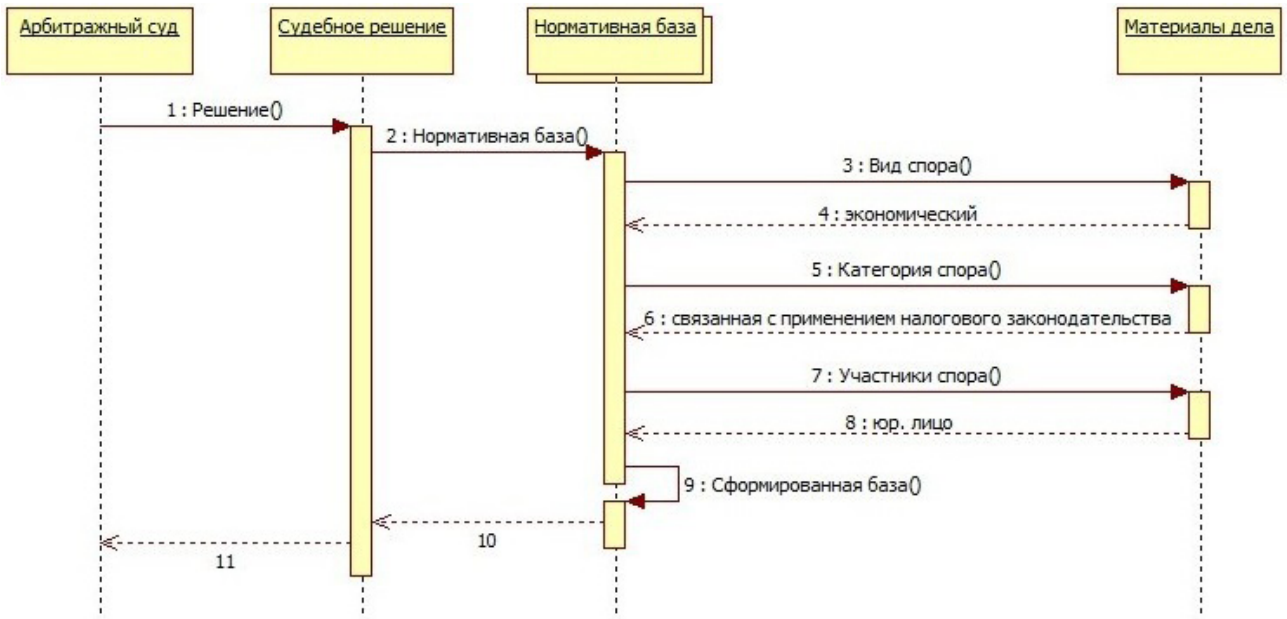 Арбитражный суд
Судебное решение
Нормативная база
Материалы дела
1 : Решение()
2 : Нормативная база()
3 : Вид спора()
4 : экономический
5 : Категория спора()
6 : связанная с применением налогового законодательства
7 : Участники спора()
8 : юр. лицо
9 : Сформированная база()
10
11